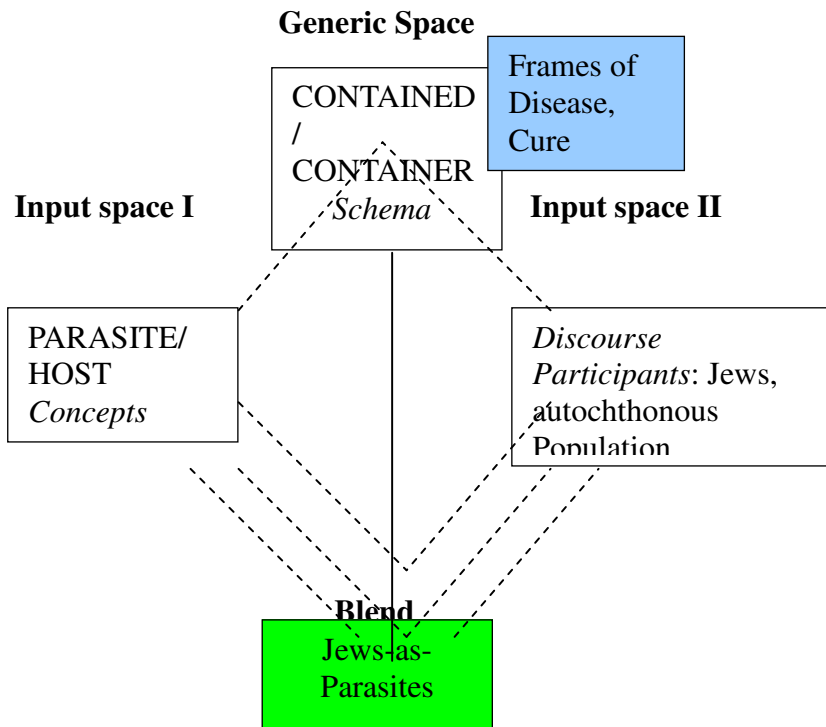 Generic Space
CONTAINED
/
CONTAINER
Schema
Frames of
Disease,
Cure
Input space I
Input space II
PARASITE/
HOST
Concepts
Discourse
Participants: Jews,
autochthonous
Population
Blend
Jews-as-
Parasites